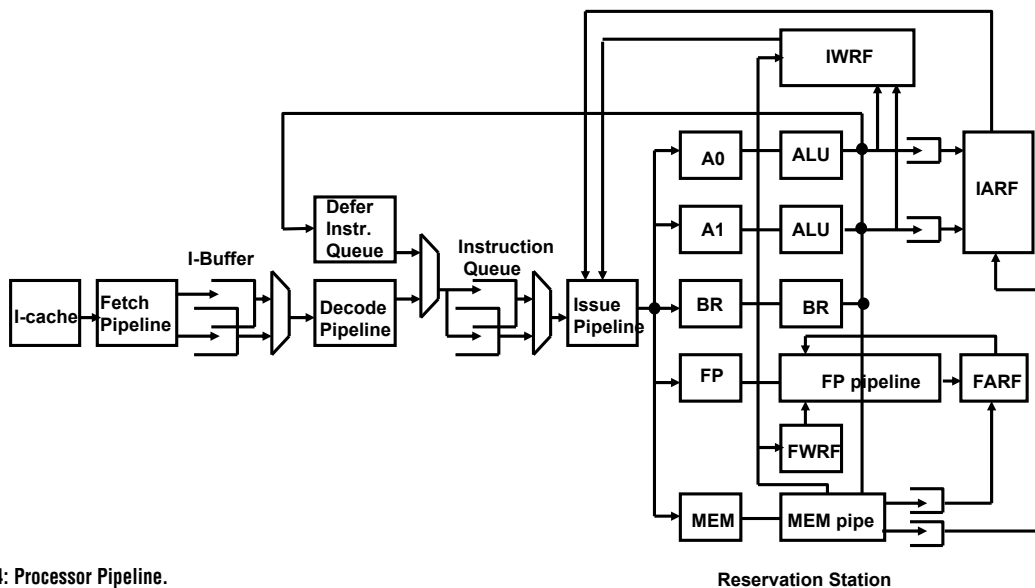 IWRF
A0
ALU
IARF
Defer
Instr.
Queue
A1
ALU
I-Buffer
Instruction
Queue
I-cache
Fetch
Pipeline
Decode
Pipeline
Issue
Pipeline
BR
BR
FP
FP pipeline
FARF
FWRF
MEM
MEM pipe
4: Processor Pipeline.
Reservation Station